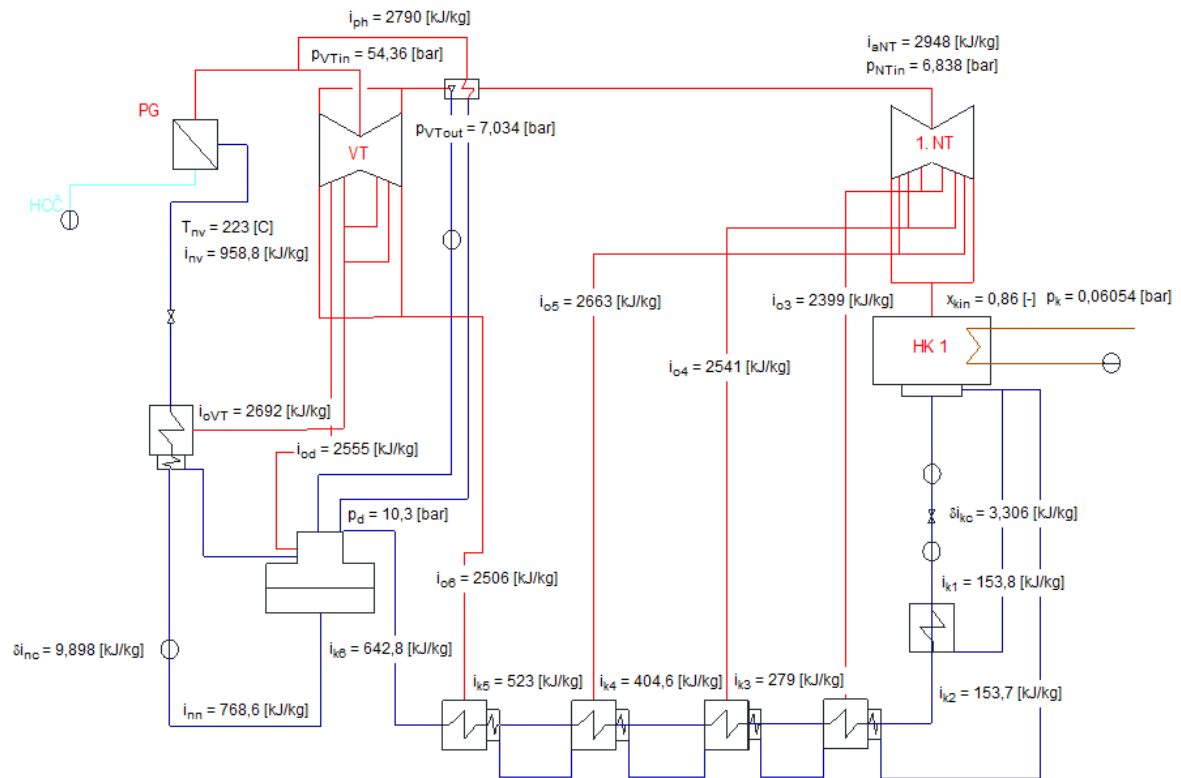 i_ph = 2790 [kJ/kg]
p_VTin = 54,36 [bar]
i_aNT = 2948 [kJ/kg]
p_NTin = 6,838 [bar]
PG
p_VTout = 7,034 [bar]
VT
1. NT
HCČ
T_nv = 223 [C]
i_nv = 958,8 [kJ/kg]
i_o5 = 2663 [kJ/kg]
i_o3 = 2399 [kJ/kg]
x_kin = 0,86 [-]
p_k = 0,06054 [bar]
HK 1
i_o4 = 2541 [kJ/kg]
i_oVT = 2692 [kJ/kg]
i_od = 2555 [kJ/kg]
p_d = 10,3 [bar]
δi_kc = 3,306 [kJ/kg]
i_o6 = 2506 [kJ/kg]
i_k1 = 153,8 [kJ/kg]
δi_nc = 9,898 [kJ/kg]
i_k6 = 642,8 [kJ/kg]
i_k5 = 523 [kJ/kg]
i_k4 = 404,6 [kJ/kg]
i_k3 = 279 [kJ/kg]
i_k2 = 153,7 [kJ/kg]
i_nn = 768,6 [kJ/kg]